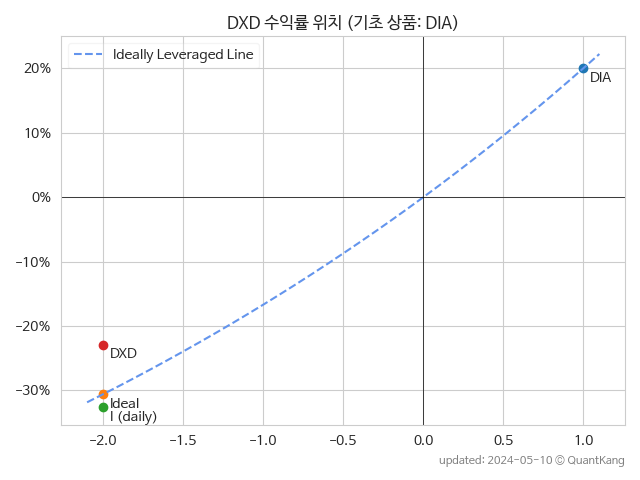 DXD 수익률 위치 (기초 상품: DIA)
Ideally Leveraged Line
20%
10%
0%
−10%
−20%
−30%
DIA
DXD
Ideal
l (daily)
−2.0 −1.5 −1.0 −0.5 0.0 0.5 1.0
updated: 2024-05-10 © QuantKang